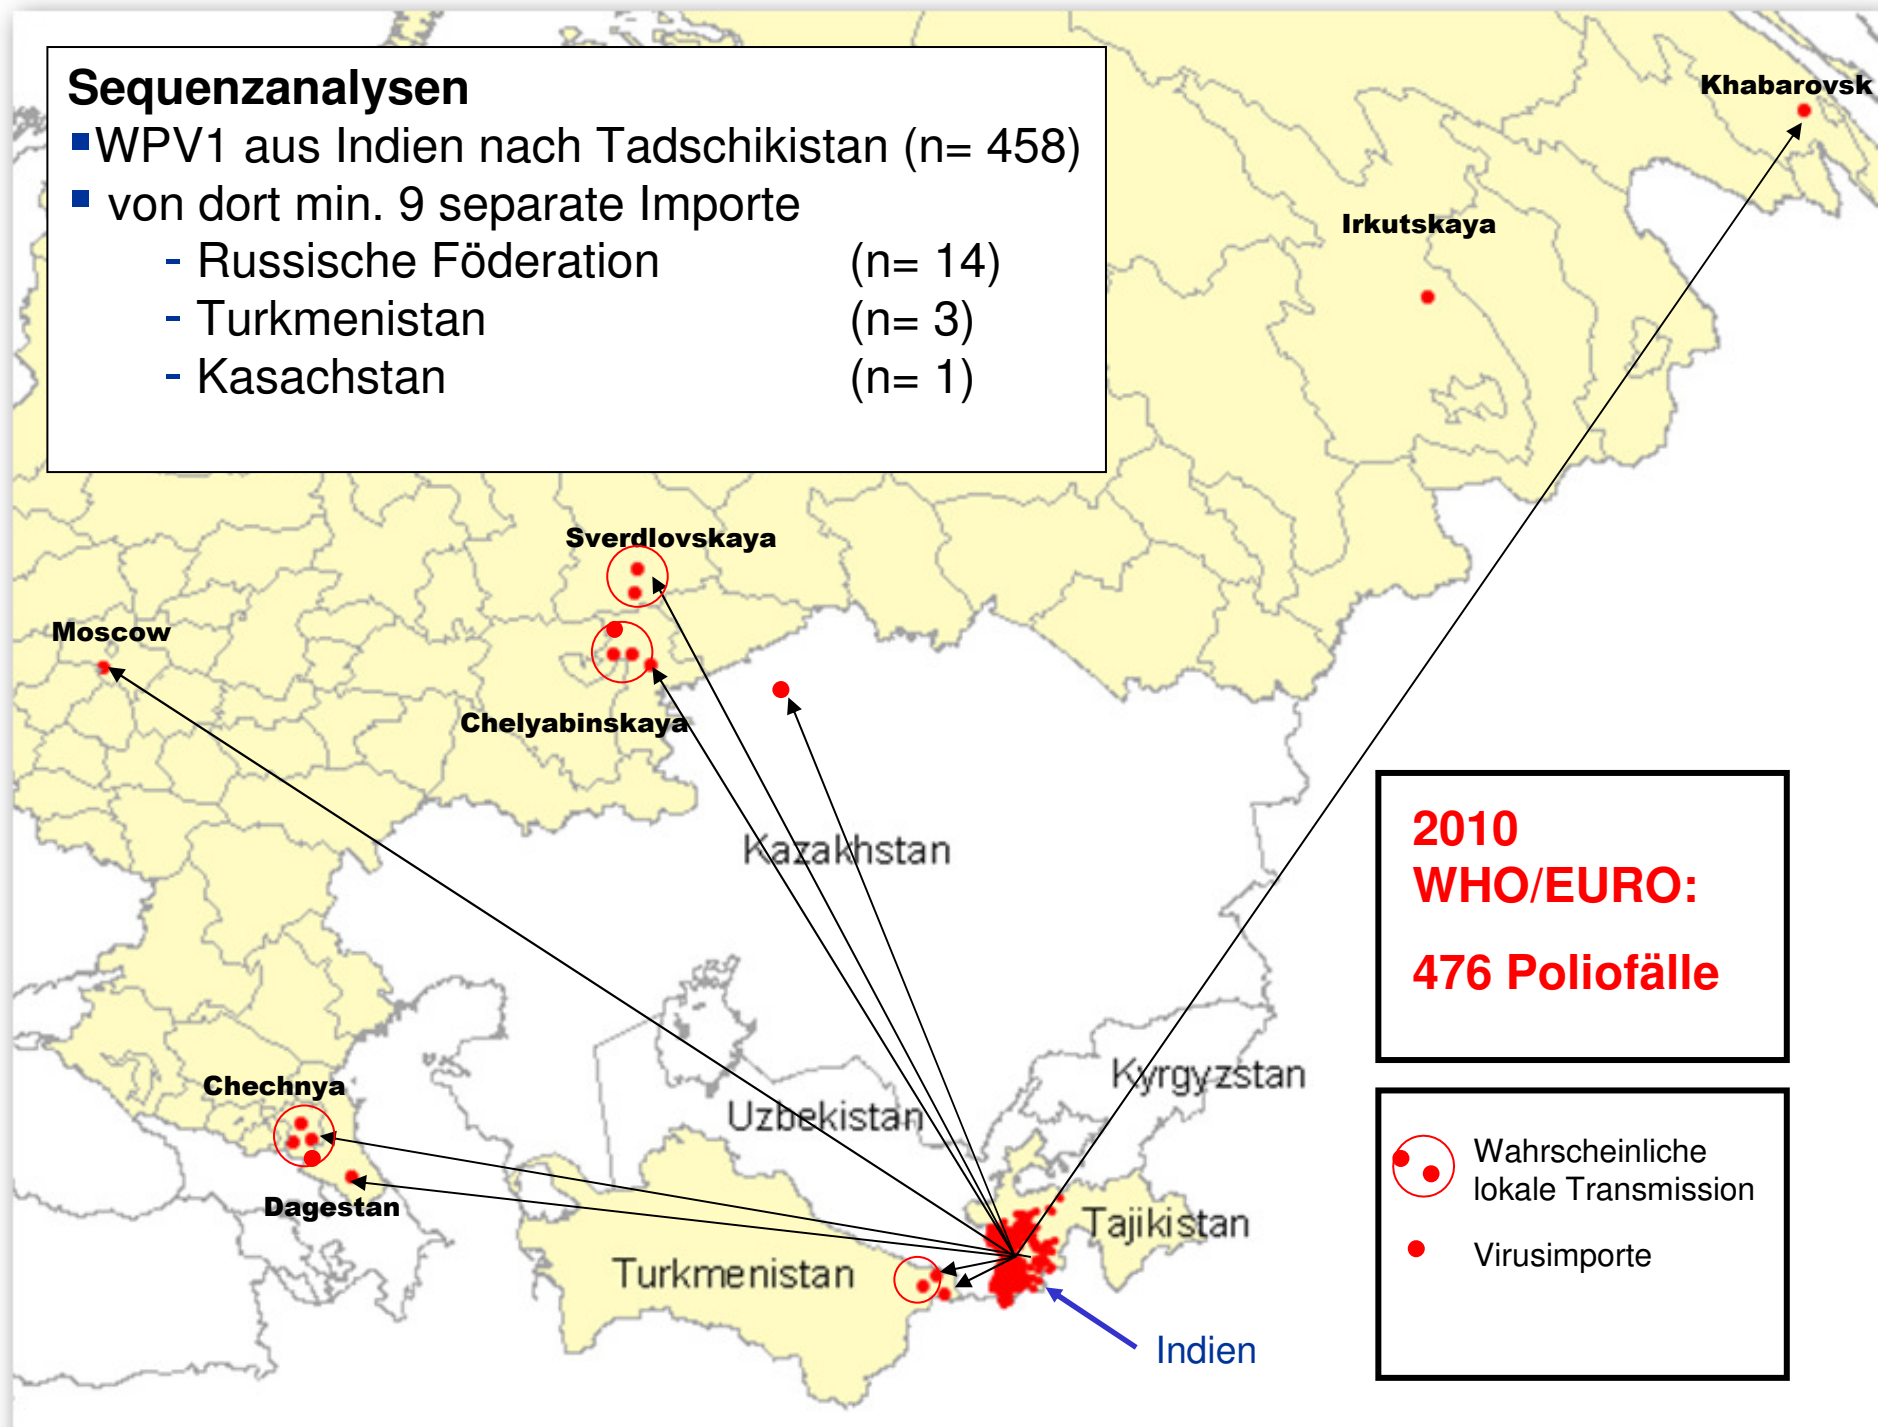 Sequenzanalysen
▪WPV1 aus Indien nach Tadschikistan (n= 458)
▪ von dort min. 9 separate Importe
- Russische Föderation (n= 14)
- Turkmenistan (n= 3)
- Kasachstan (n= 1)
Khabarovsk
Irkutskaya
Sverdlovskaya
Moscow
Chelyabinskaya
Kazakhstan
2010
WHO/EURO:
476 Poliofälle
Kyrgyzstan
Chechnya
Uzbekistan
Dagestan
Tajikistan
Turkmenistan
Indien
Wahrscheinliche
lokale Transmission
Virusimporte